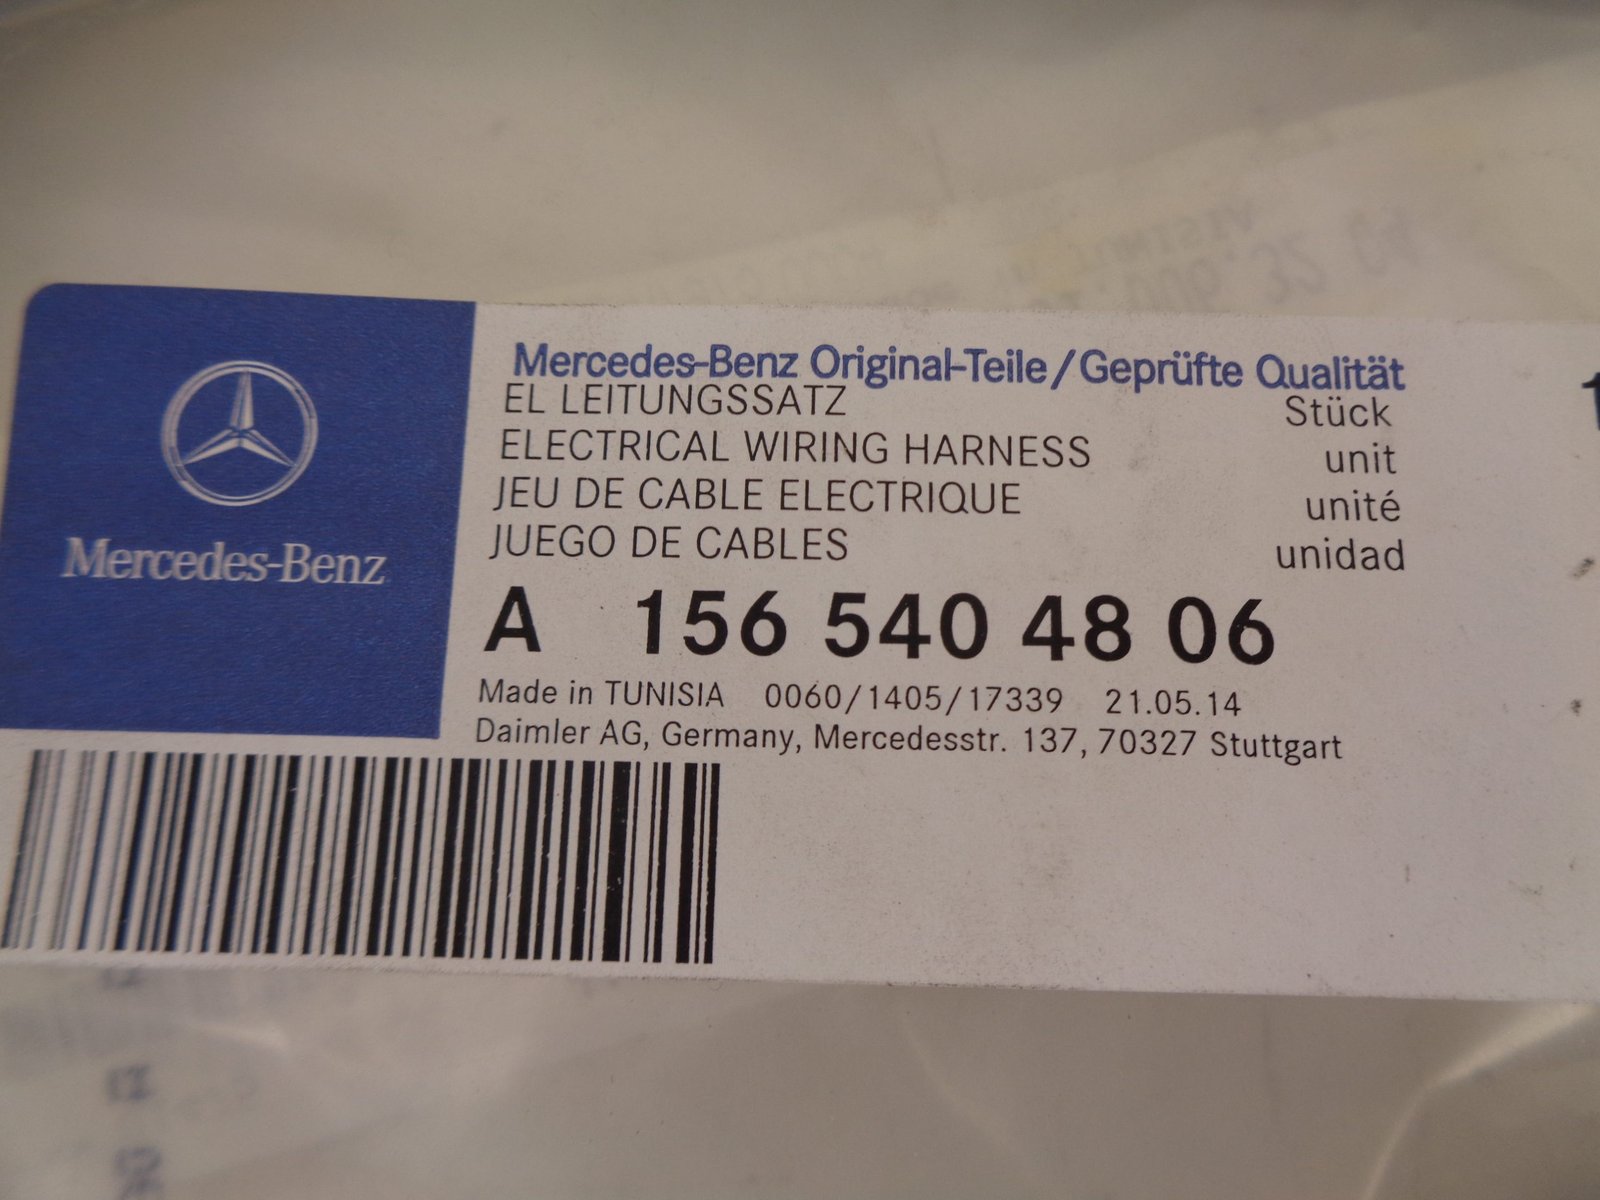 Mercedes-Benz
Mercedes-Benz Original-Teile/Geprüfte Qualität
EL LEITUNGSSATZ Stück
ELECTRICAL WIRING HARNESS unit
JEU DE CABLE ELECTRIQUE unité
JUEGO DE CABLES unidad
A 156 540 48 06
Made in TUNISIA 0060/1405/17339 21.05.14
Daimler AG, Germany, Mercedesstr. 137, 70327 Stuttgart